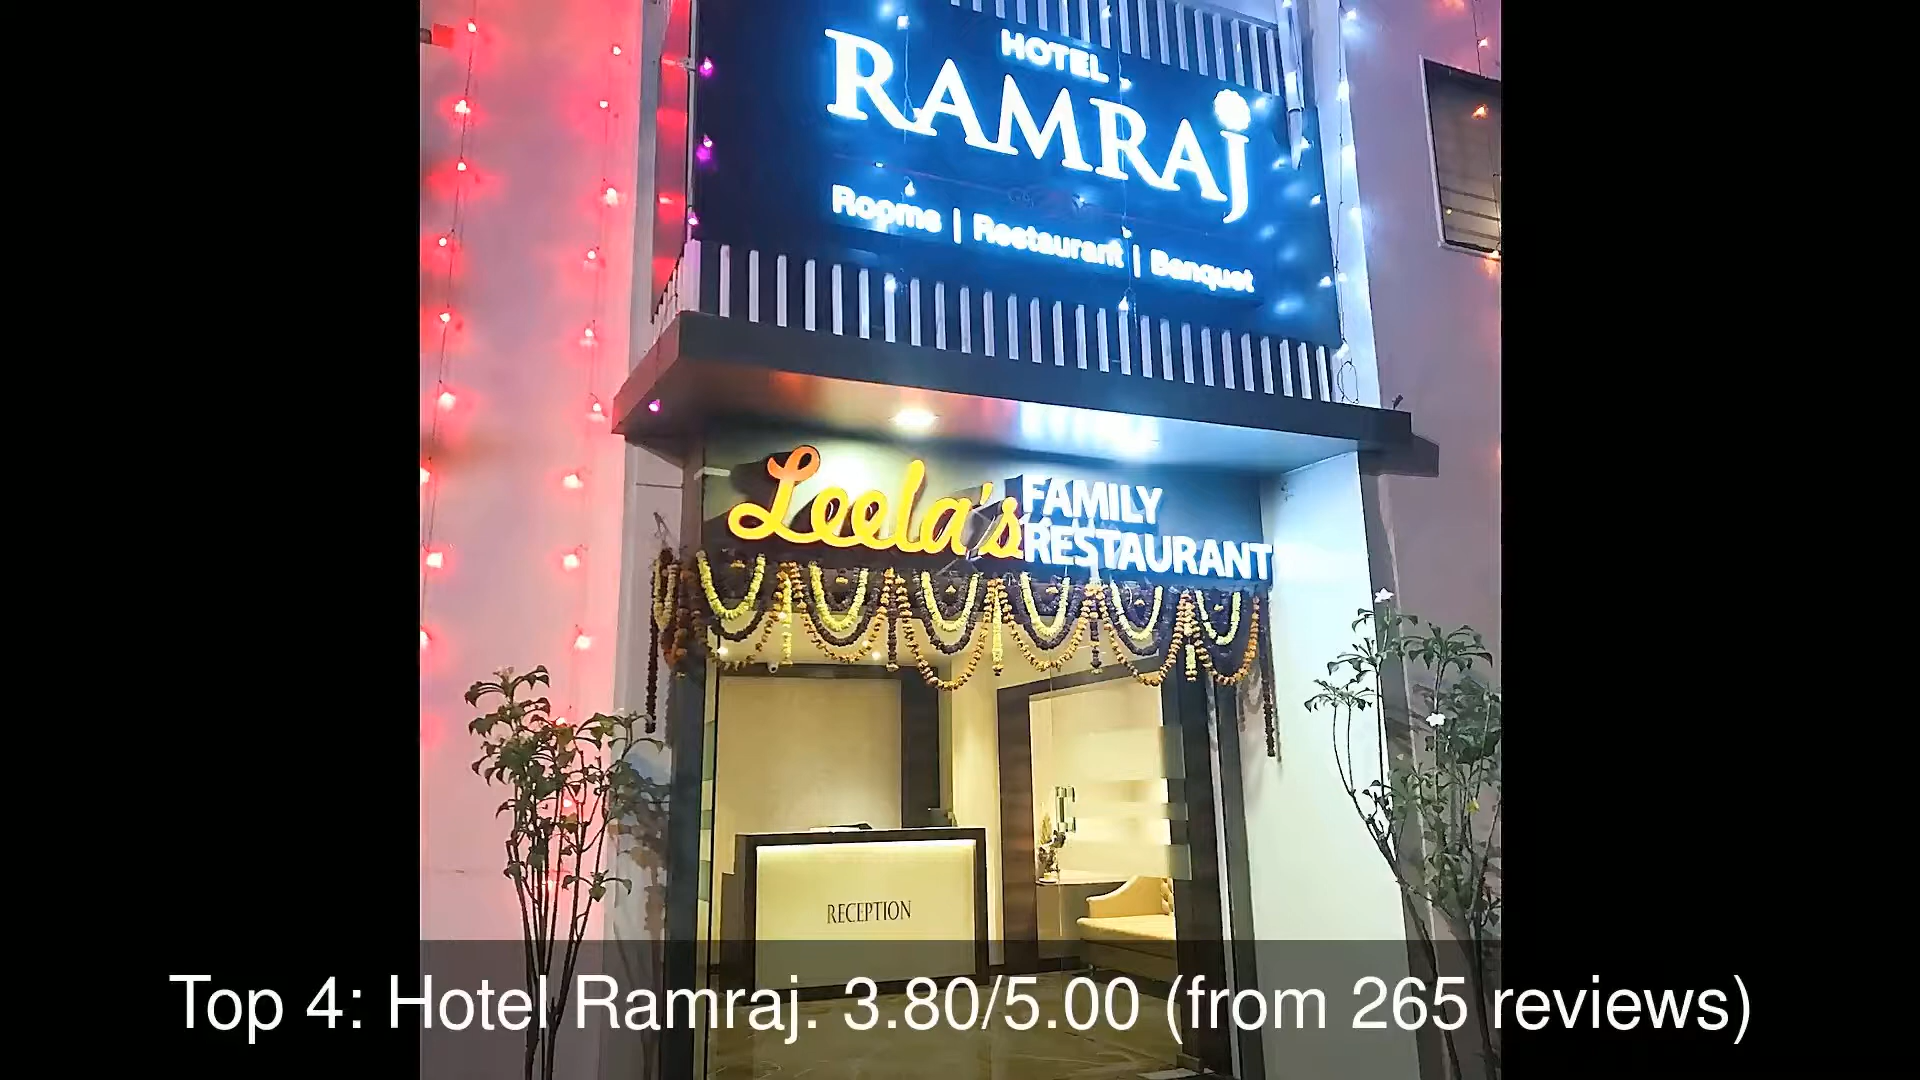 HOTEL
RAMRAJ
Rooms | Restaurant | Banquet
Leela's FAMILY
RESTAURANT
RECEPTION
Top 4: Hotel Ramraj. 3.80/5.00 (from 265 reviews)